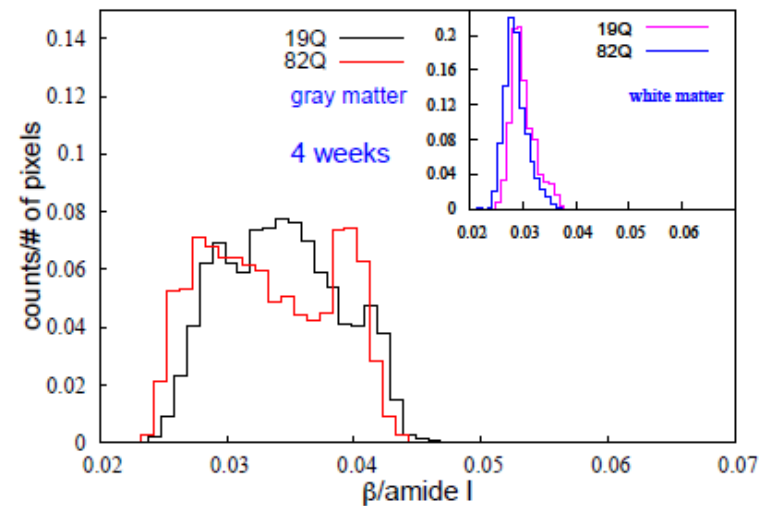 0.14
0.12
0.1
0.08
0.06
0.04
0.02
0
counts/# of pixels
19Q
82Q
gray matter
4 weeks
0.02 0.03 0.04 0.05 0.06 0.07
β/amide I
0.2
0.16
0.12
0.08
0.04
0
19Q
82Q
white matter
0.02 0.03 0.04 0.05 0.06